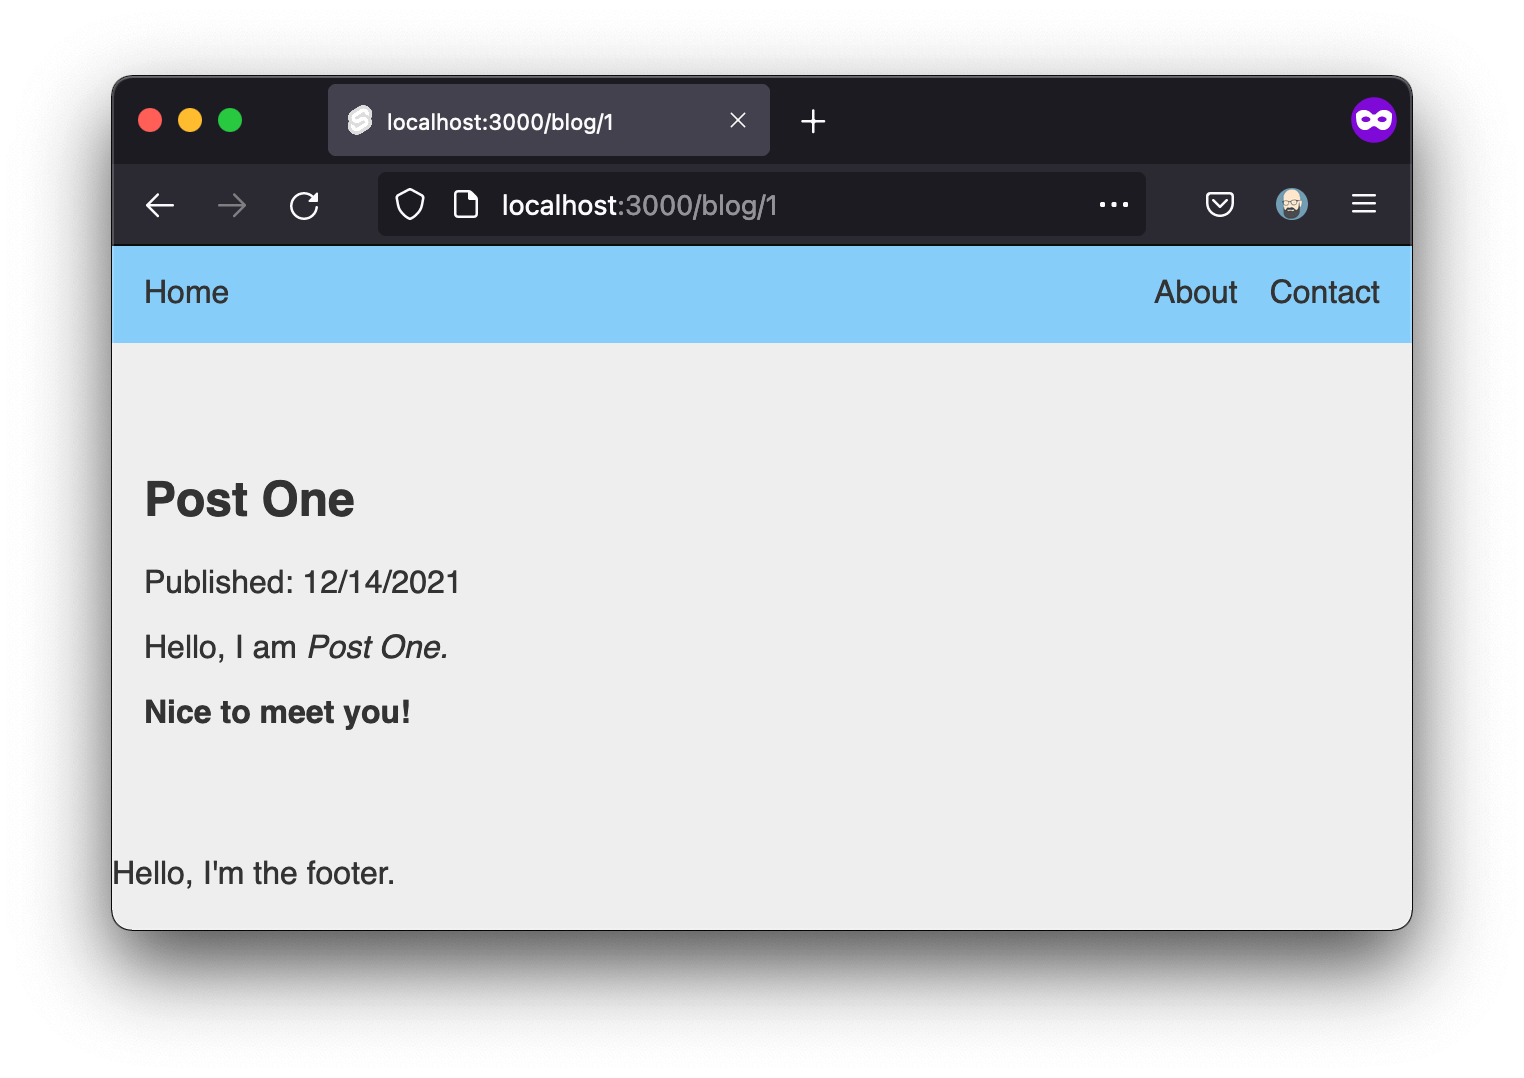 localhost:3000/blog/1
localhost:3000/blog/1
Home About Contact
Post One
Published: 12/14/2021
Hello, I am Post One.
Nice to meet you!
Hello, I'm the footer.